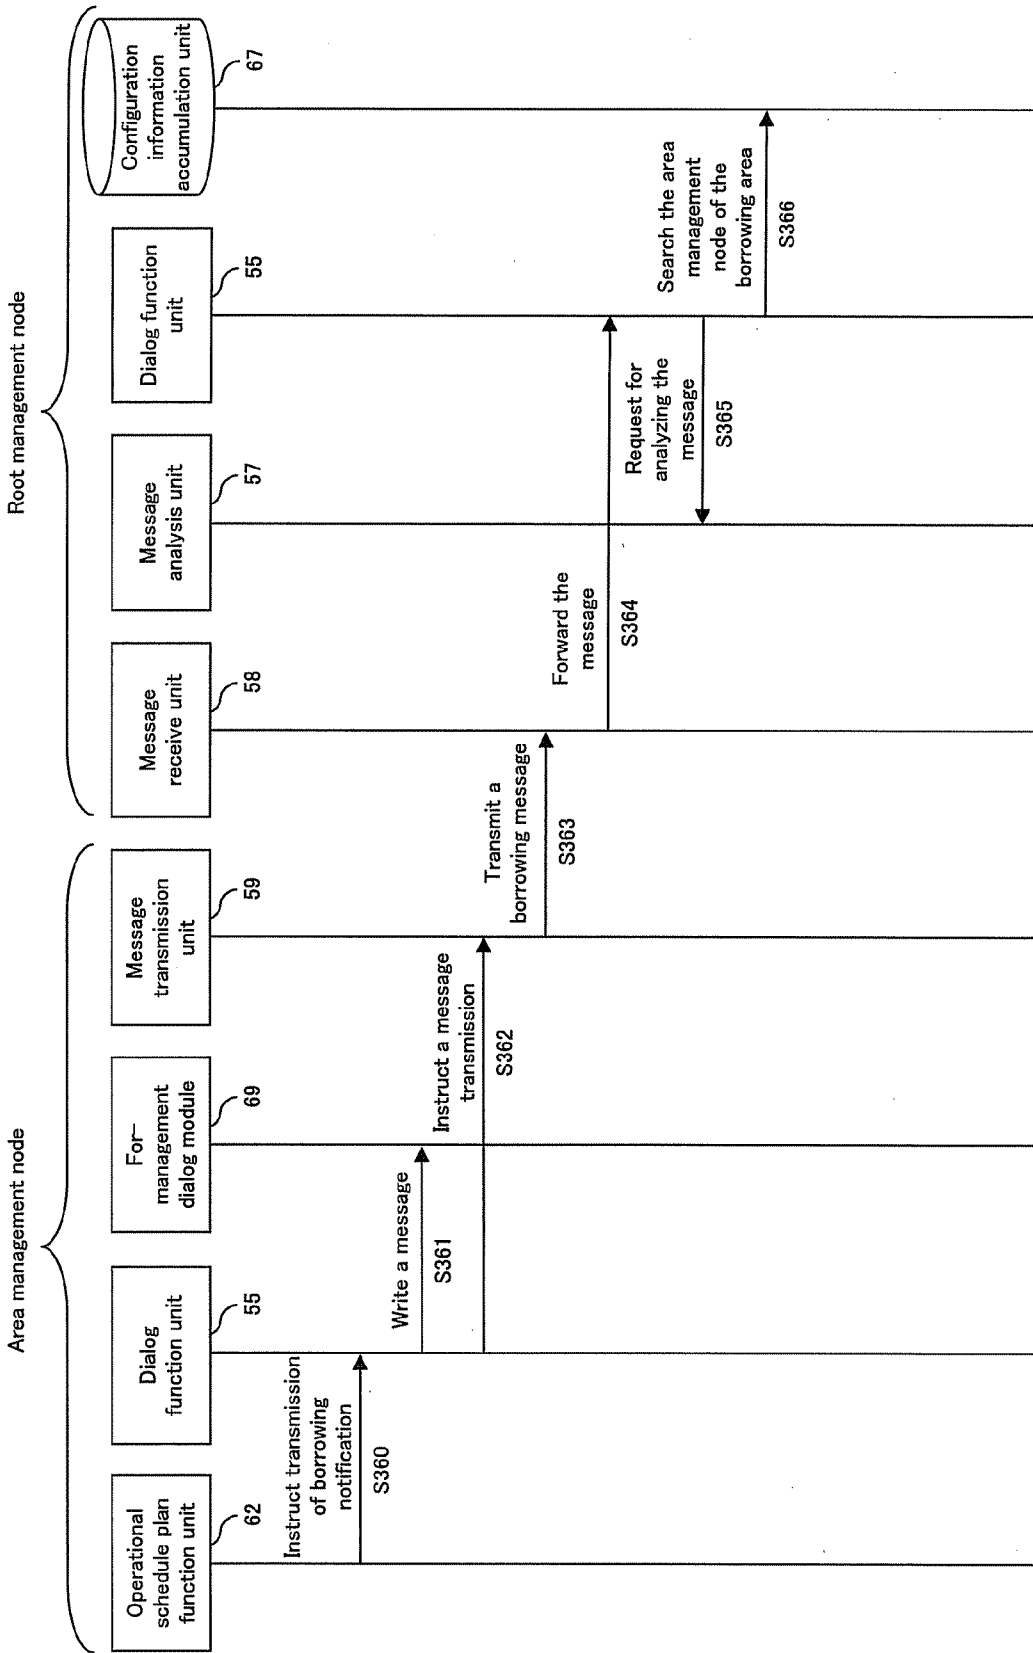 Area management node
Root management node
Operational
schedule plan
function unit
62
Dialog
function unit
55
For-
management
dialog module
69
Message
transmission
unit
59
Message
receive unit
58
Message
analysis unit
57
Dialog function
unit
55
Configuration
information
accumulation unit
67
Instruct transmission
of borrowing
notification
S360
Write a message
S361
Instruct a message
transmission
S362
Transmit a
borrowing message
S363
Forward the
message
S364
Request for
analyzing the
message
S365
Search the area
management
node of the
borrowing area
S366